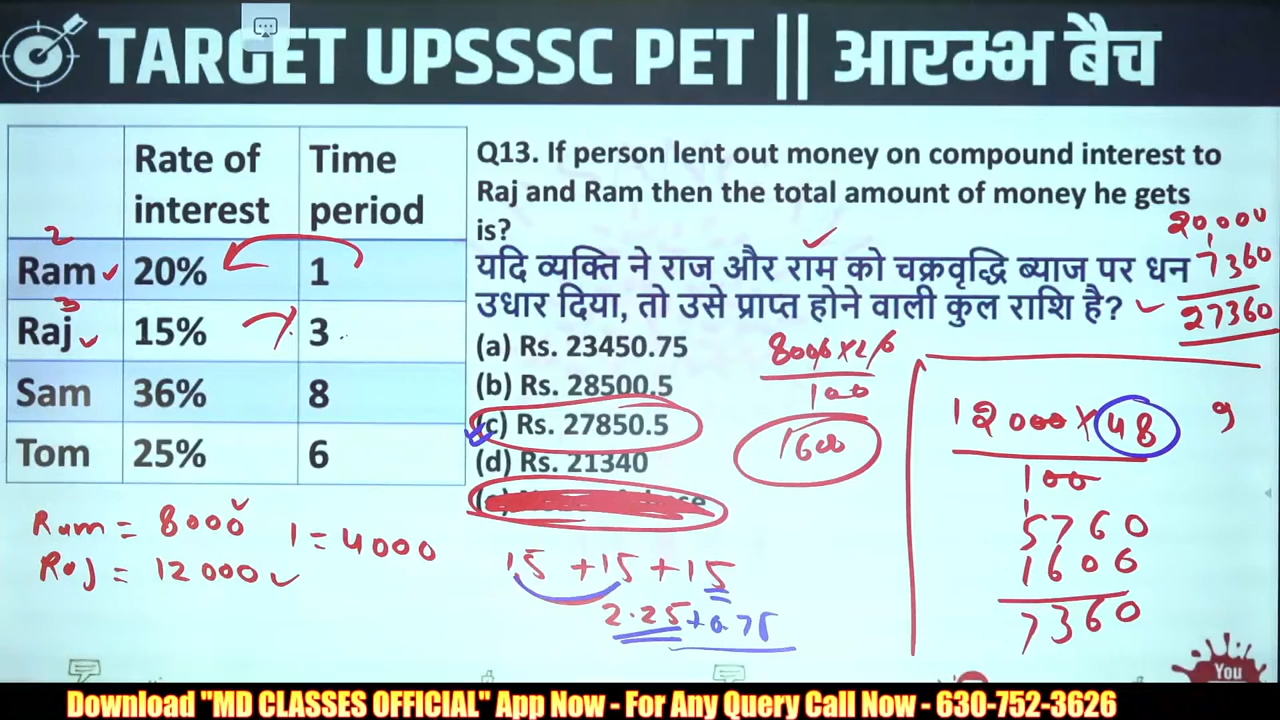 TARGET UPSSSC PET || आरम्भ बैच
Rate of interest Time period
Ram 20% 1
Raj 15% 3
Sam 36% 8
Tom 25% 6
2
3
Q13. If person lent out money on compound interest to
Raj and Ram then the total amount of money he gets
is?
यदि व्यक्ति ने राज और राम को चक्रवृद्धि ब्याज पर धन
उधार दिया, तो उसे प्राप्त होने वाली कुल राशि है?
(a) Rs. 23450.75
(b) Rs. 28500.5
(c) Rs. 27850.5
(d) Rs. 21340
20,000
7360
27360
100
1600
12000 × 48
100
5760
1600
7360
9
Ram = 8000
Raj = 12000
1 = 4000
15 + 15 + 15
2.25 + 0.75
You
Download "MD CLASSES OFFICIAL" App Now - For Any Query Call Now - 630-752-3626